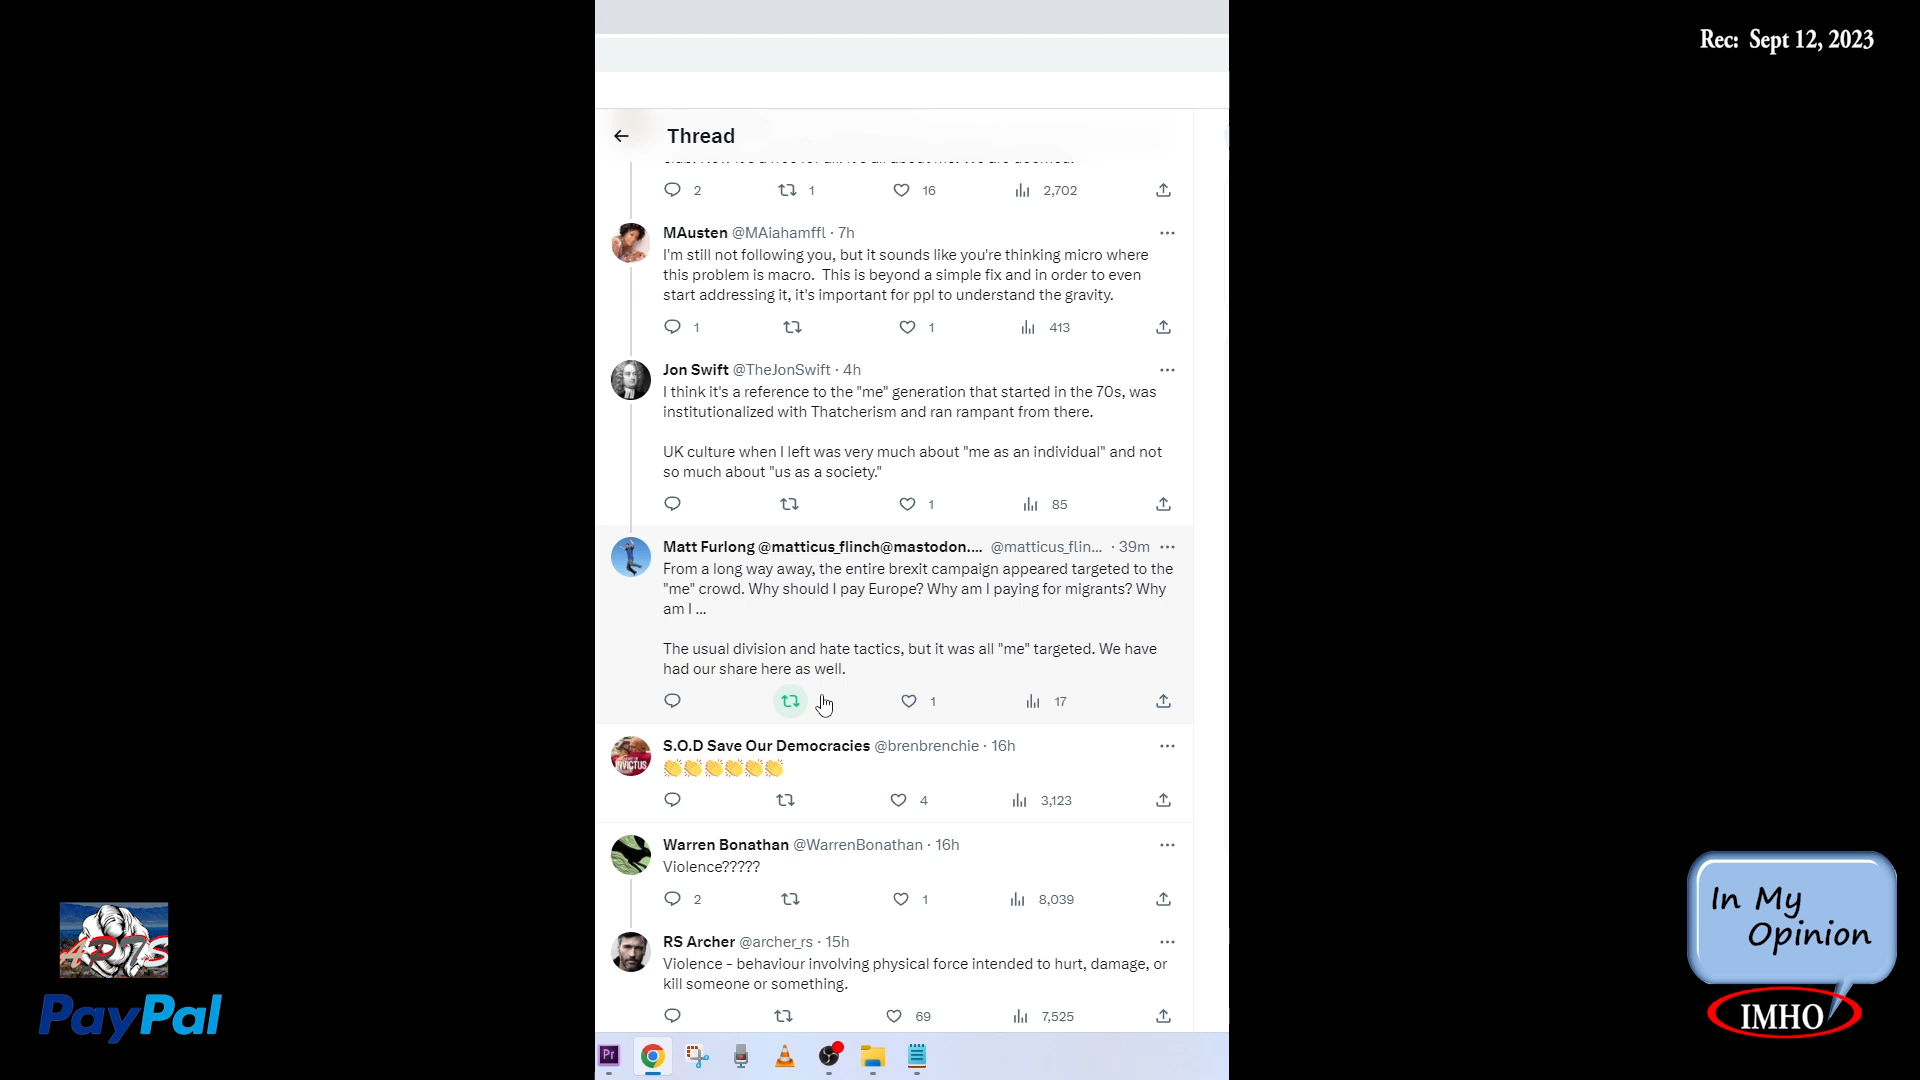 Rec: Sept 12, 2023
Thread
2 1 16 2,702
MAusten @MAiahamffl · 7h
I'm still not following you, but it sounds like you're thinking micro where
this problem is macro. This is beyond a simple fix and in order to even
start addressing it, it's important for ppl to understand the gravity.
1 1 413
Jon Swift @TheJonSwift · 4h
I think it's a reference to the "me" generation that started in the 70s, was
institutionalized with Thatcherism and ran rampant from there.
UK culture when I left was very much about "me as an individual" and not
so much about "us as a society."
1 85
Matt Furlong @matticus_flinch@mastodon.... @matticus_flin... · 39m
From a long way away, the entire brexit campaign appeared targeted to the
"me" crowd. Why should I pay Europe? Why am I paying for migrants? Why
am I ...
The usual division and hate tactics, but it was all "me" targeted. We have
had our share here as well.
1 17
S.O.D Save Our Democracies @brenbrenchie · 16h
👏👏👏👏👏👏
4 3,123
Warren Bonathan @WarrenBonathan · 16h
Violence?????
2 1 8,039
RS Archer @archer_rs · 15h
Violence - behaviour involving physical force intended to hurt, damage, or
kill someone or something.
69 7,525
INVICTUS
Pr
PayPal
In My
Opinion
IMHO